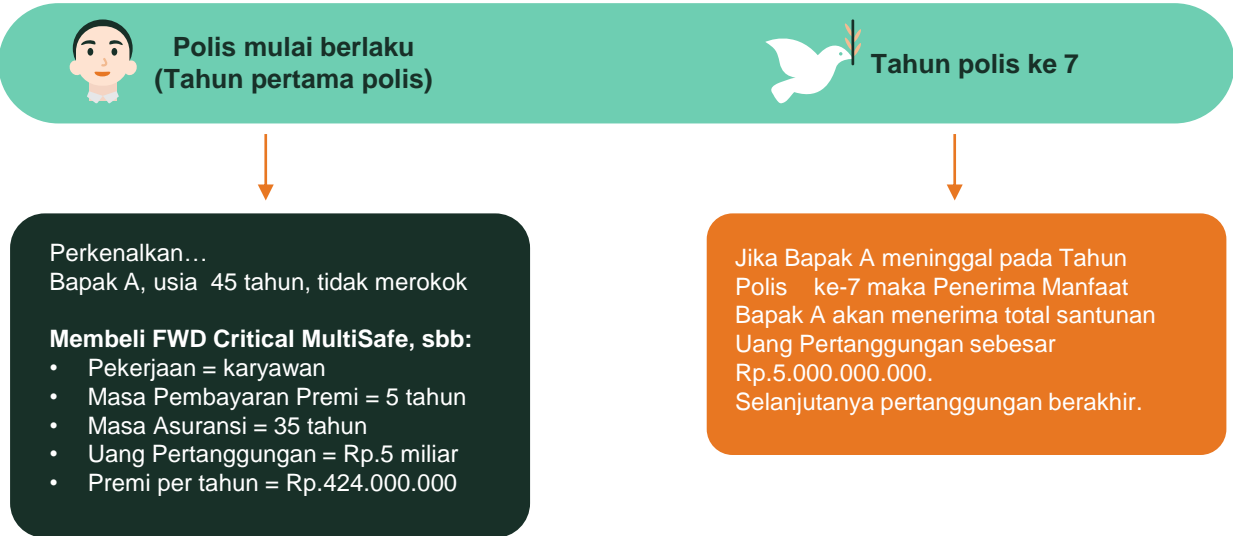 Polis mulai berlaku
(Tahun pertama polis)
Tahun polis ke 7
Perkenalkan…
Bapak A, usia  45 tahun, tidak merokok
Membeli FWD Critical MultiSafe, sbb:
• Pekerjaan = karyawan
• Masa Pembayaran Premi = 5 tahun
• Masa Asuransi = 35 tahun
• Uang Pertanggungan = Rp.5 miliar
• Premi per tahun = Rp.424.000.000
Jika Bapak A meninggal pada Tahun
Polis    ke-7 maka Penerima Manfaat
Bapak A akan menerima total santunan
Uang Pertanggungan sebesar
Rp.5.000.000.000.
Selanjutanya pertanggungan berakhir.